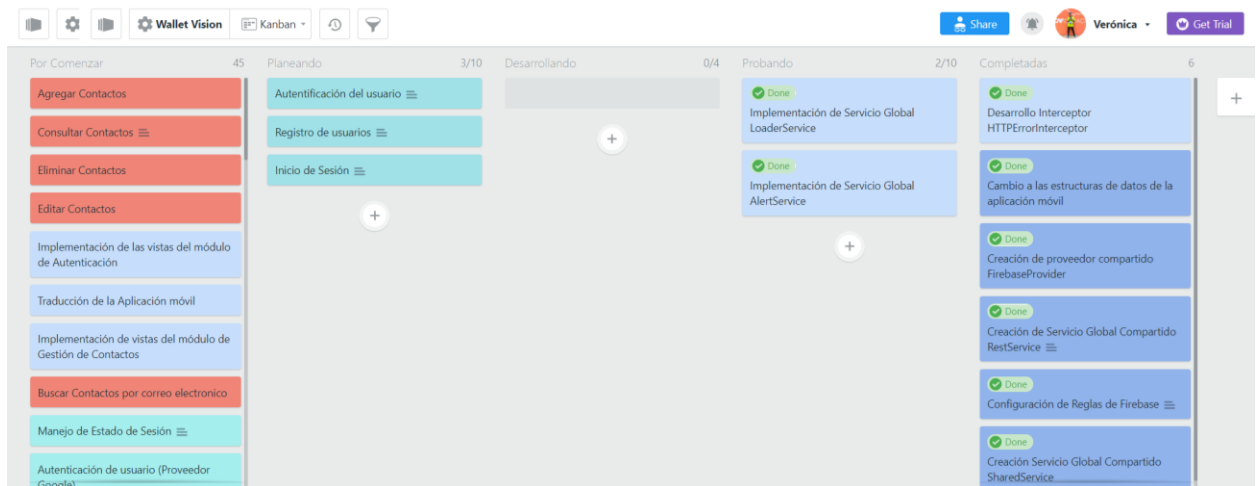 Wallet Vision
Kanban
Share
Verónica
Get Trial
Por Comenzar 45
Agregar Contactos
Consultar Contactos
Eliminar Contactos
Editar Contactos
Implementación de las vistas del módulo
de Autenticación
Traducción de la Aplicación móvil
Implementación de vistas del módulo de
Gestión de Contactos
Buscar Contactos por correo electronico
Manejo de Estado de Sesión
Autenticación de usuario (Proveedor
Google)
Planeando 3/10
Autentificación del usuario
Registro de usuarios
Inicio de Sesión
Desarrollando 0/4
Probando 2/10
Done
Implementación de Servicio Global
LoaderService
Done
Implementación de Servicio Global
AlertService
Completadas 6
Done
Desarrollo Interceptor
HTTPErrorInterceptor
Done
Cambio a las estructuras de datos de la
aplicación móvil
Done
Creación de proveedor compartido
FirebaseProvider
Done
Creación de Servicio Global Compartido
RestService
Done
Configuración de Reglas de Firebase
Done
Creación Servicio Global Compartido
SharedService